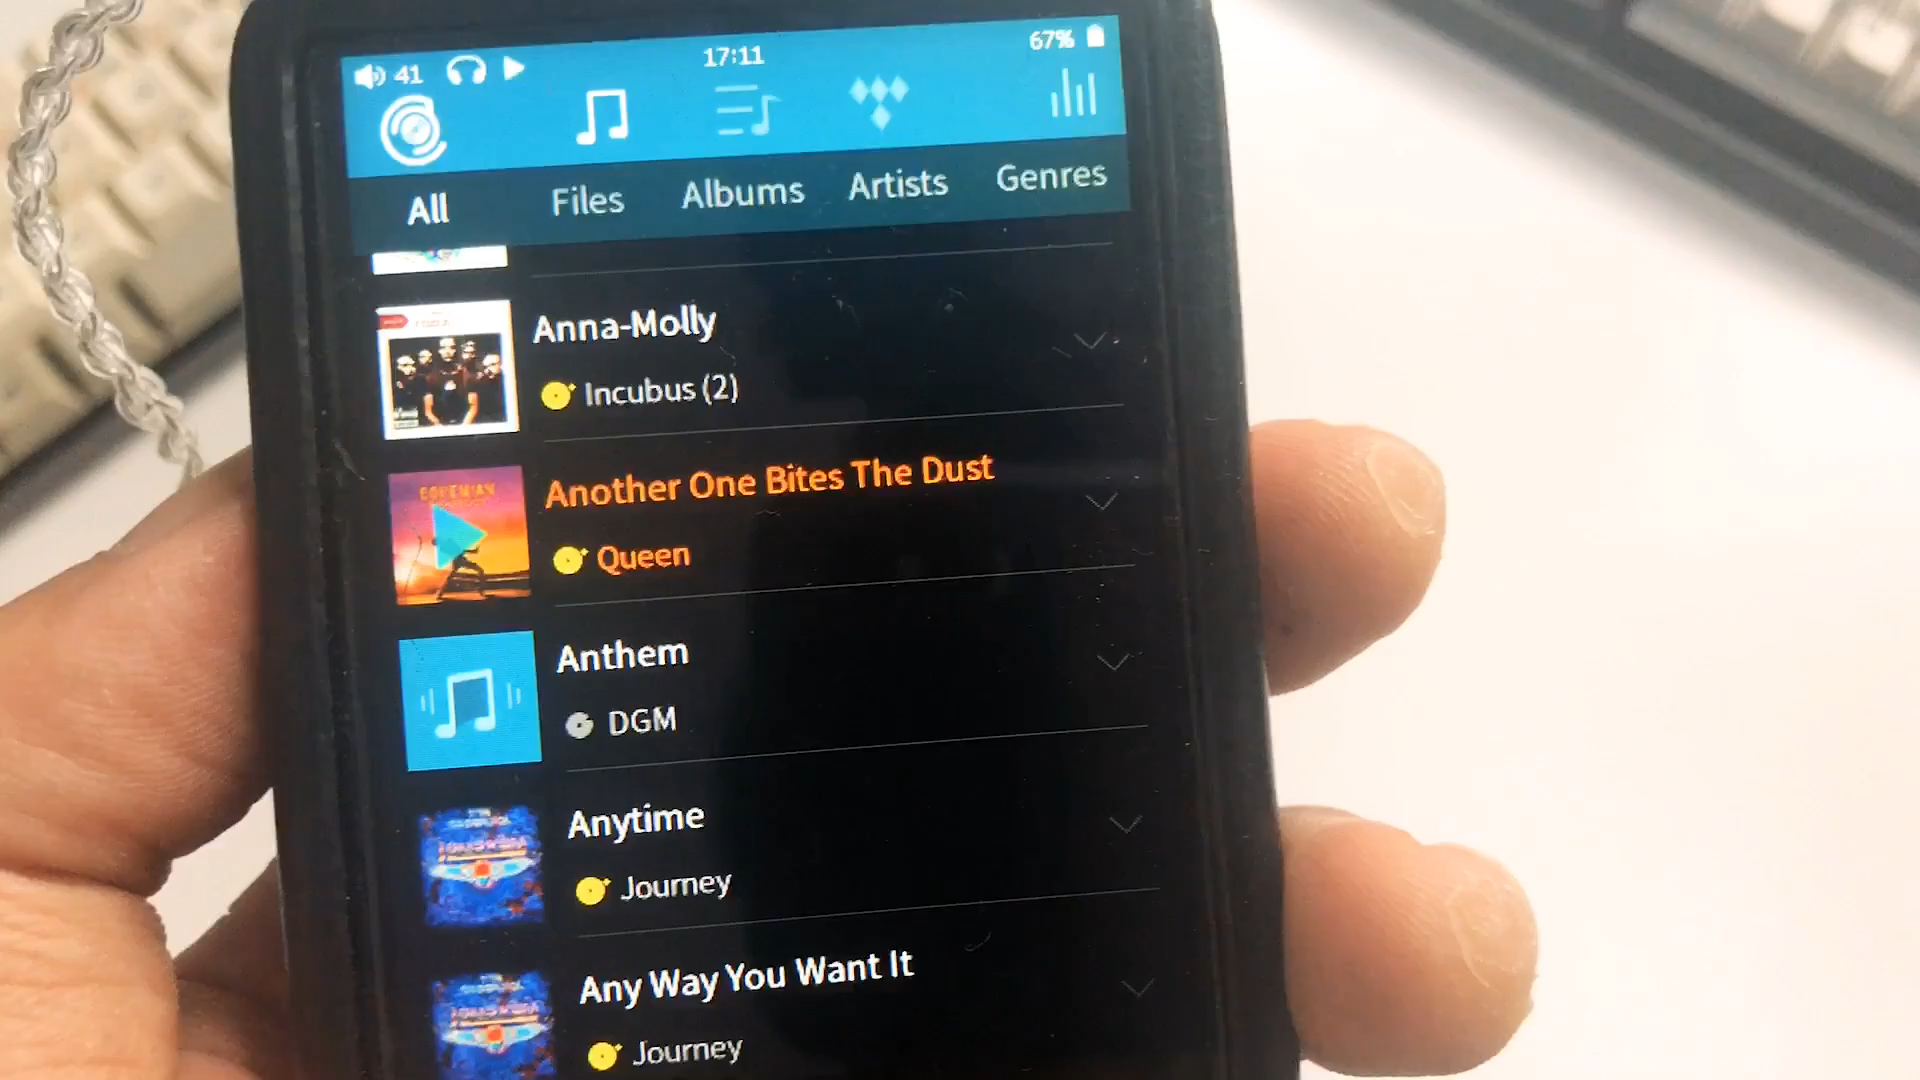 41
17:11
67%
All Files Albums Artists Genres
Anna-Molly
Incubus (2)
BOHEMIAN
Another One Bites The Dust
Queen
Anthem
DGM
Anytime
Journey
Any Way You Want It
Journey